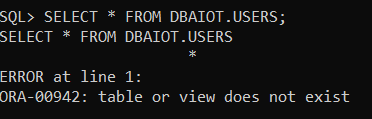 SQL> SELECT * FROM DBAIOT.USERS;
SELECT * FROM DBAIOT.USERS
*
ERROR at line 1:
ORA-00942: table or view does not exist